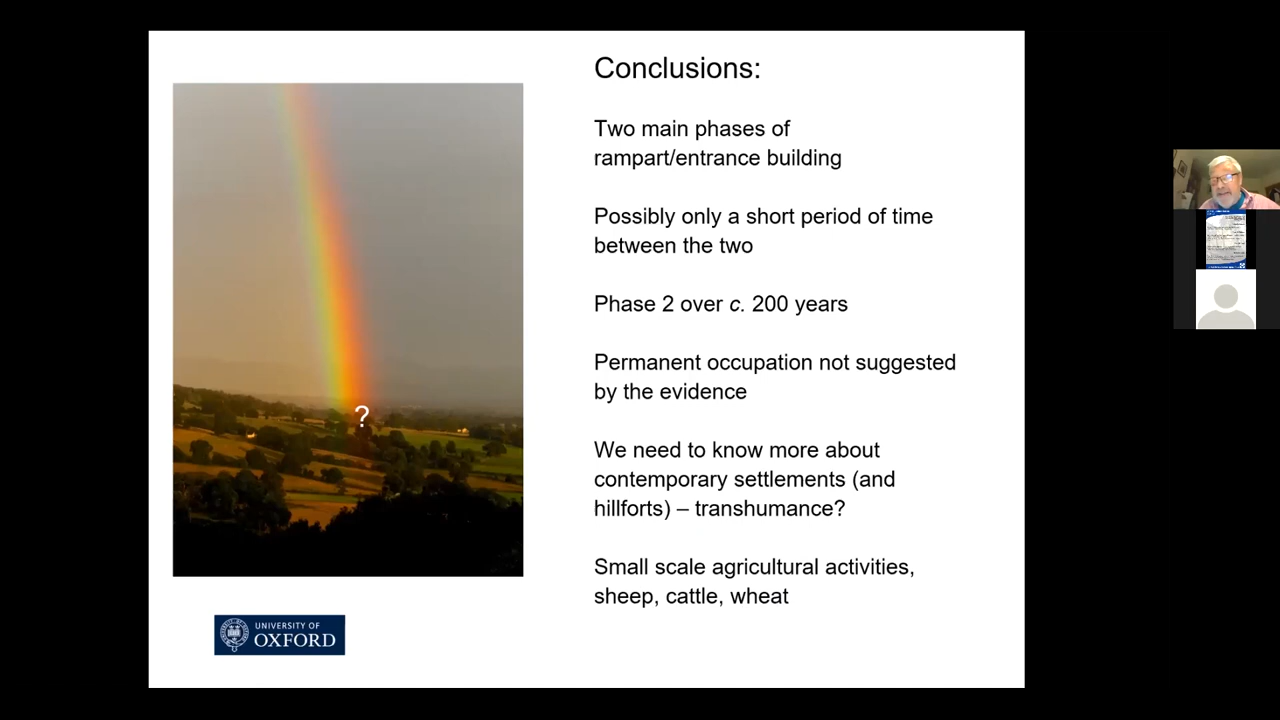 Conclusions:
Two main phases of
rampart/entrance building
Possibly only a short period of time
between the two
Phase 2 over c. 200 years
Permanent occupation not suggested
by the evidence
We need to know more about
contemporary settlements (and
hillforts) – transhumance?
Small scale agricultural activities,
sheep, cattle, wheat
?
UNIVERSITY OF
OXFORD